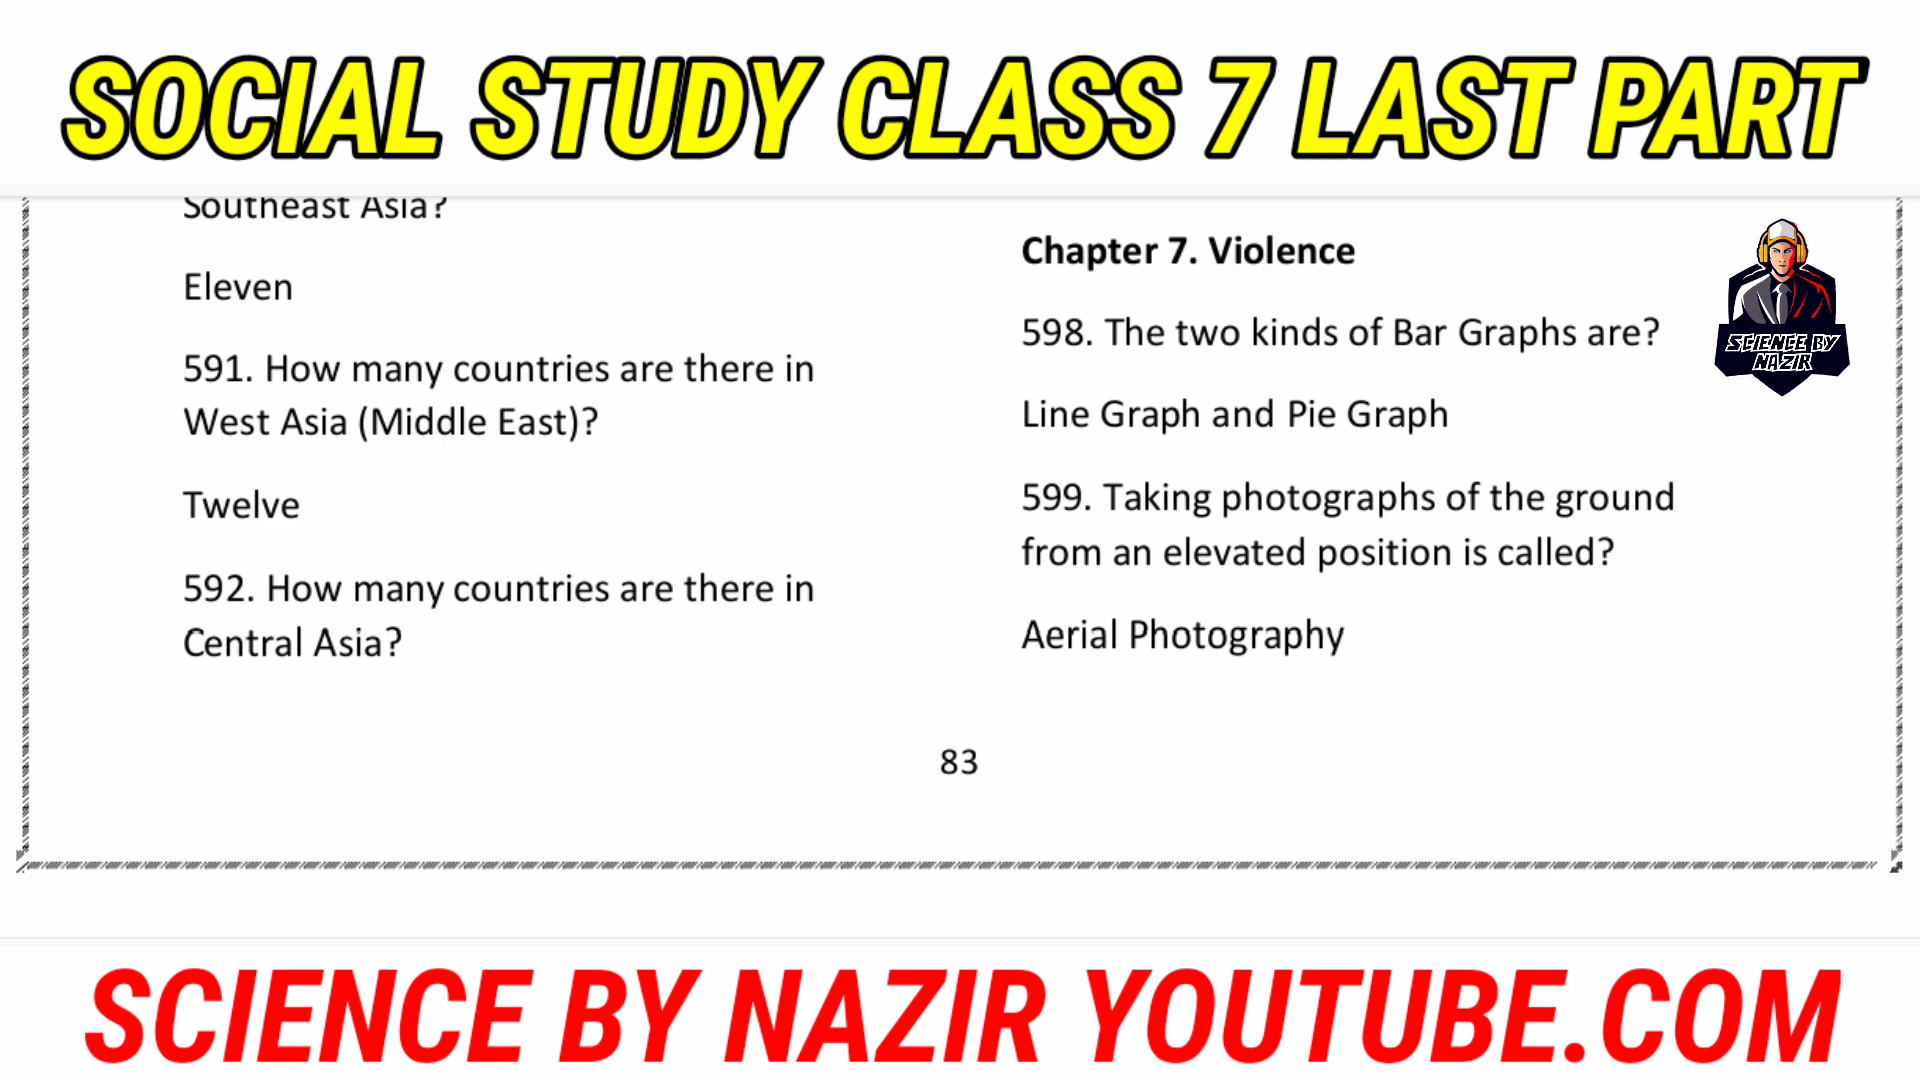 SOCIAL STUDY CLASS 7 LAST PART
Southeast Asia?
Eleven
591. How many countries are there in
West Asia (Middle East)?
Twelve
592. How many countries are there in
Central Asia?
Chapter 7. Violence
598. The two kinds of Bar Graphs are?
Line Graph and Pie Graph
599. Taking photographs of the ground
from an elevated position is called?
Aerial Photography
SCIENCE BY
NAZIR
83
SCIENCE BY NAZIR YOUTUBE.COM